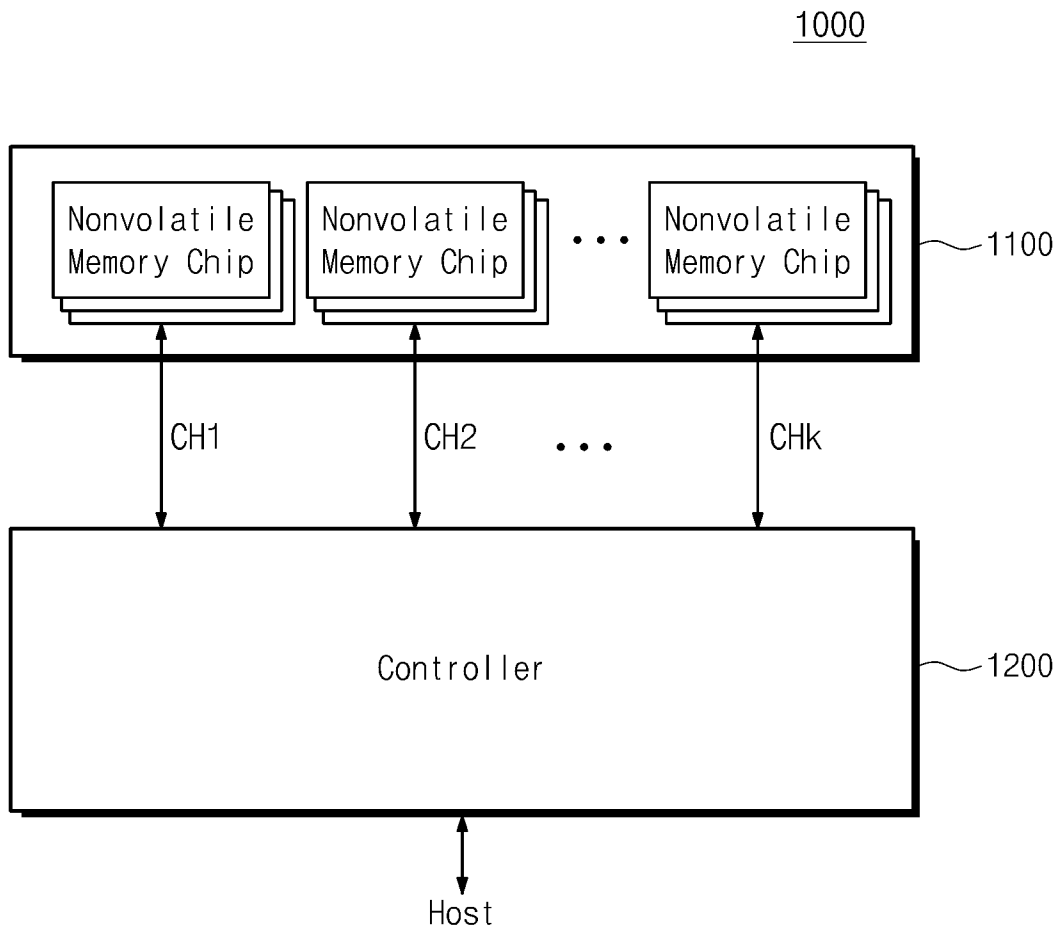 1000
Nonvolatile Memory Chip
Nonvolatile Memory Chip
...
Nonvolatile Memory Chip
1100
CH1
CH2
...
CHk
Controller
1200
Host